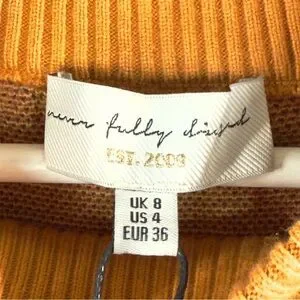 never fully dressed
EST. 2009
UK 8
US 4
EUR 36